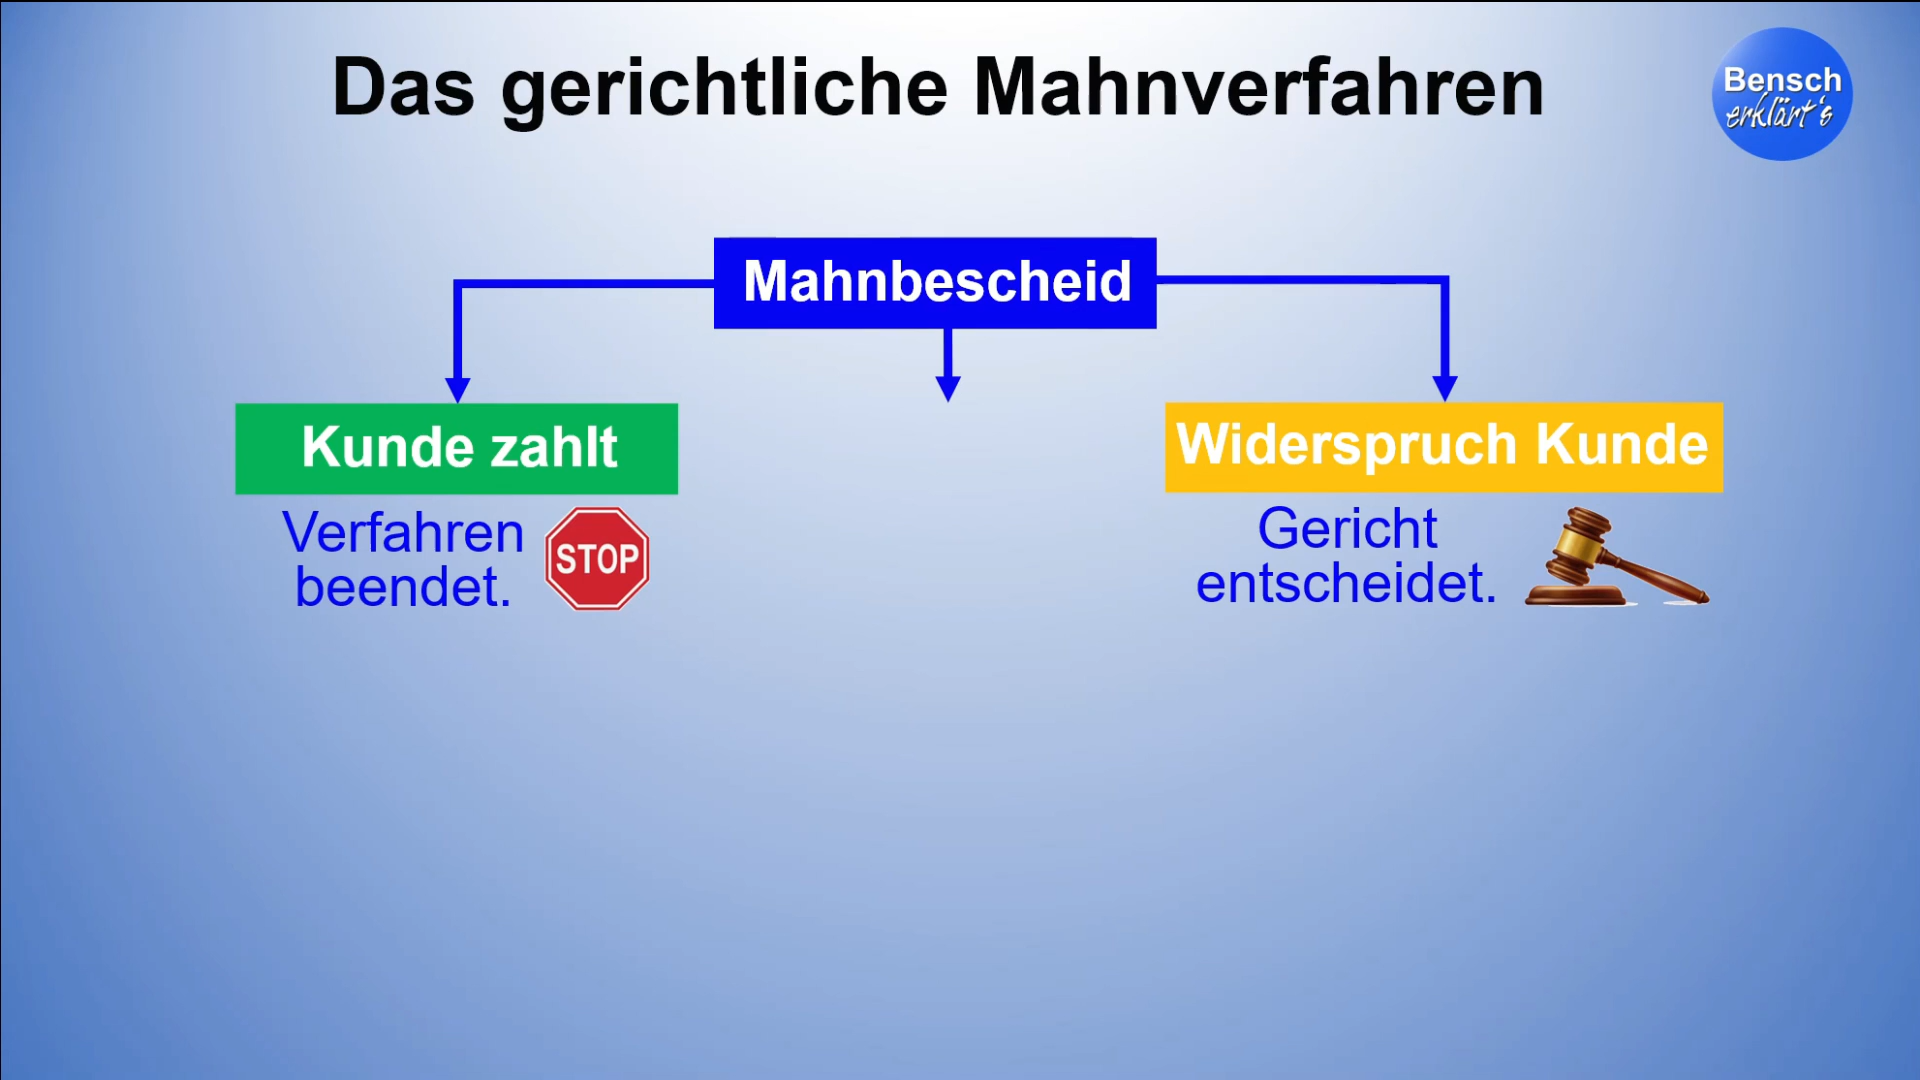 Das gerichtliche Mahnverfahren
Bensch
erklärt's
Mahnbescheid
Kunde zahlt
Widerspruch Kunde
Verfahren
beendet.
STOP
Gericht
entscheidet.